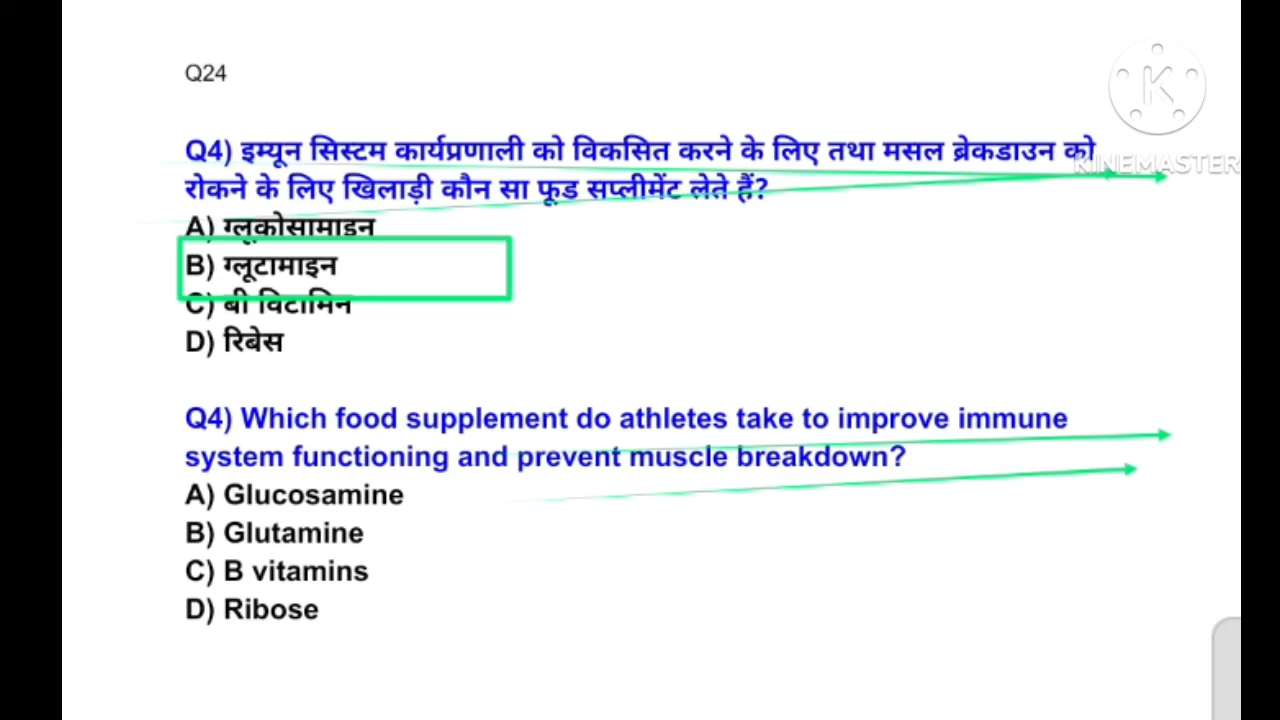 Q24
KINEMASTER
Q4) इम्यून सिस्टम कार्यप्रणाली को विकसित करने के लिए तथा मसल ब्रेकडाउन को
रोकने के लिए खिलाड़ी कौन सा फूड सप्लीमेंट लेते हैं?
A) ग्लूकोसामाइन
B) ग्लूटामाइन
C) बी विटामिन
D) रिबेस
Q4) Which food supplement do athletes take to improve immune
system functioning and prevent muscle breakdown?
A) Glucosamine
B) Glutamine
C) B vitamins
D) Ribose